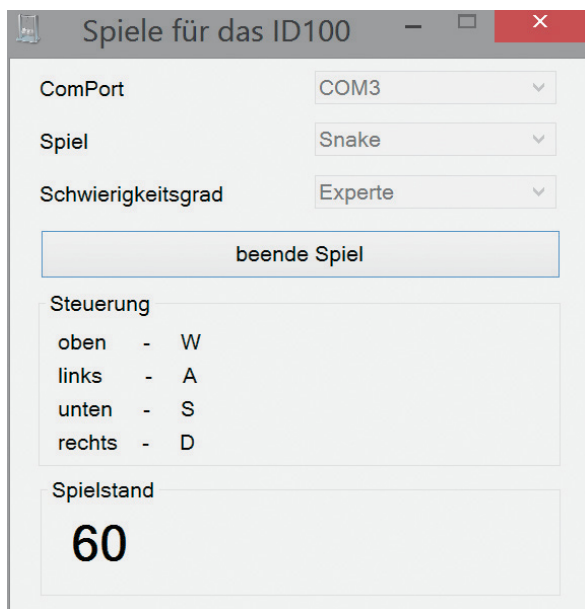 Spiele für das ID100
ComPort COM3
Spiel Snake
Schwierigkeitsgrad Experte
beende Spiel
Steuerung
oben - W
links - A
unten - S
rechts - D
Spielstand
60